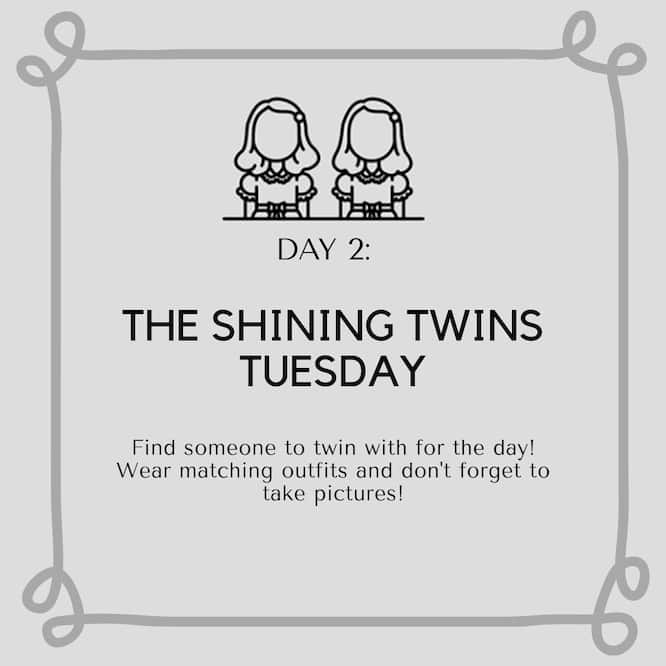 DAY 2:
THE SHINING TWINS
TUESDAY
Find someone to twin with for the day!
Wear matching outfits and don't forget to
take pictures!